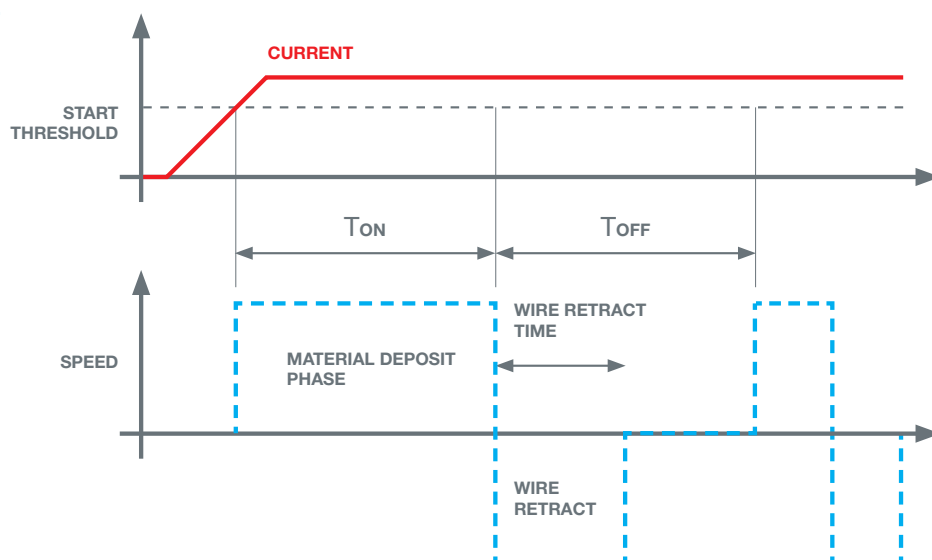 CURRENT
START
THRESHOLD
TON
TOFF
WIRE RETRACT
TIME
SPEED
MATERIAL DEPOSIT
PHASE
WIRE
RETRACT